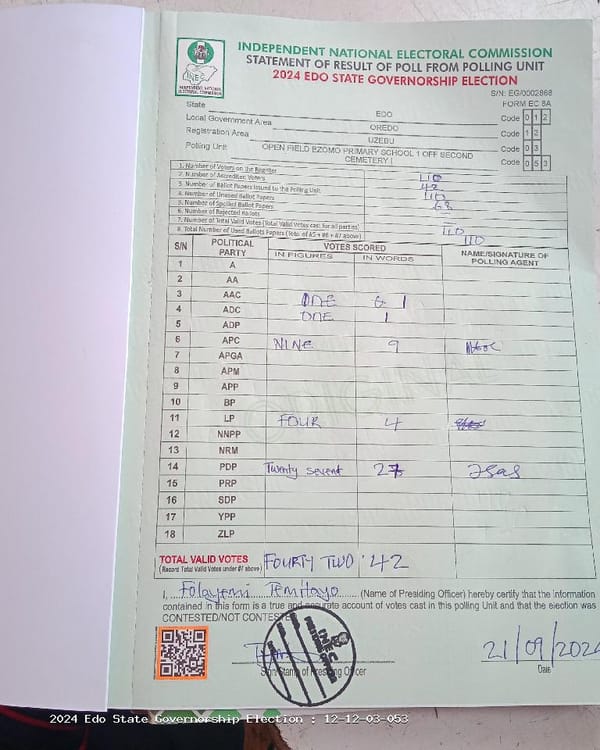 INDEPENDENT NATIONAL ELECTORAL COMMISSION
STATEMENT OF RESULT OF POLL FROM POLLING UNIT
2024 EDO STATE GOVERNORSHIP ELECTION
S/N: EG/0002868
FORM EC 8A
State EDO Code 0 1 2
Local Government Area OREDO Code 1 2
Registration Area UZEBU Code 0 3
Polling Unit OPEN FIELD EZOMO PRIMARY SCHOOL 1 OFF SECOND CEMETERY I Code 0 5 3
1. Number of Voters on the Register 110
2. Number of Accredited Voters 42
3. Number of Ballot Papers Issued to the Polling Unit 110
4. Number of Unused Ballot Papers 68
5. Number of Spoiled Ballot Papers
6. Number of Rejected Ballots
7. Number of Total Valid Votes (Total Valid Votes cast for all parties) 110
8. Total Number of Used Ballots Papers (Total of #5 + #6 + #7 above) 110
S/N POLITICAL PARTY VOTES SCORED NAME/SIGNATURE OF POLLING AGENT
IN FIGURES IN WORDS
1 A
2 AA
3 AAC ONE 1
4 ADC ONE 1
5 ADP
6 APC NINE 9
7 APGA
8 APM
9 APP
10 BP
11 LP FOUR 4
12 NNPP
13 NRM
14 PDP Twenty sevent 27
15 PRP
16 SDP
17 YPP
18 ZLP
ORIGINAL
TOTAL VALID VOTES FOURTY TWO 42
(Record Total Valid Votes under #7 above)
I, Folayemi Temitayo (Name of Presiding Officer) hereby certify that the information
contained in this form is a true and accurate account of votes cast in this polling Unit and that the election was
CONTESTED/NOT CONTESTED
21/09/2024
Sign/Stamp of Presiding Officer Date
2024 Edo State Governorship Election : 12-12-03-053